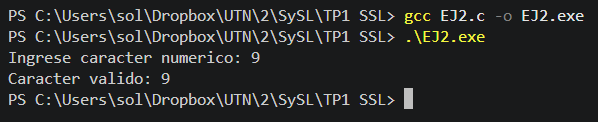 PS C:\Users\sol\Dropbox\UTN\2\SySL\TP1 SSL> gcc EJ2.c -o EJ2.exe
PS C:\Users\sol\Dropbox\UTN\2\SySL\TP1 SSL> .\EJ2.exe
Ingrese caracter numerico: 9
Caracter valido: 9
PS C:\Users\sol\Dropbox\UTN\2\SySL\TP1 SSL>